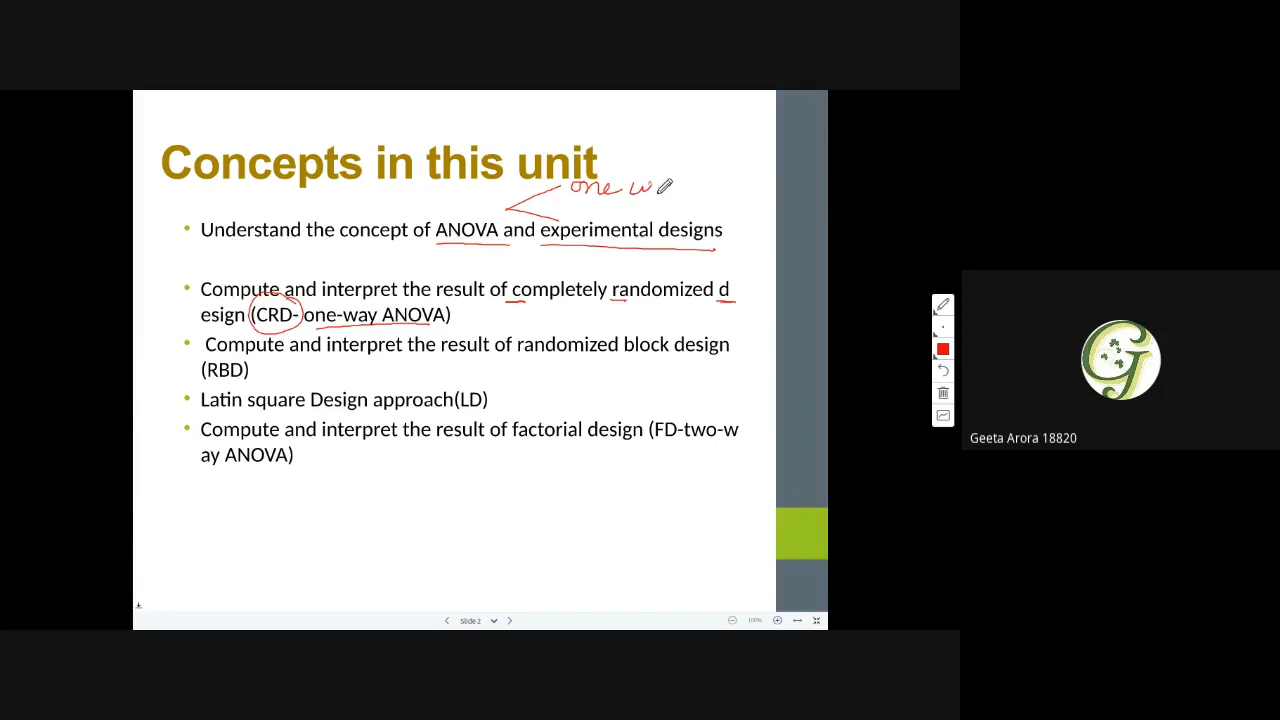 Concepts in this unit
one w
• Understand the concept of ANOVA and experimental designs
• Compute and interpret the result of completely randomized d
esign (CRD- one-way ANOVA)
• Compute and interpret the result of randomized block design
(RBD)
• Latin square Design approach(LD)
• Compute and interpret the result of factorial design (FD-two-w
ay ANOVA)
Slide 2
100%
G
Geeta Arora 18820